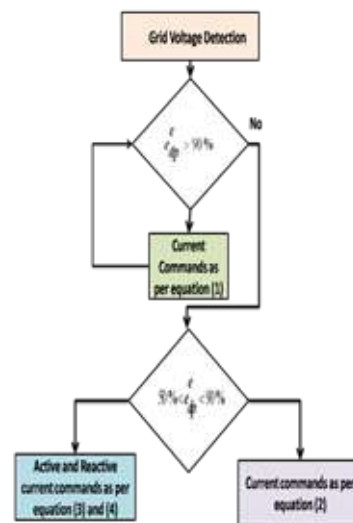 Grid Voltage Detection
No
> 90%
Current
Commands as
per equation (1)
Active and Reactive
current commands as per
equation (3) and (4)
Current commands as per
equation (2)